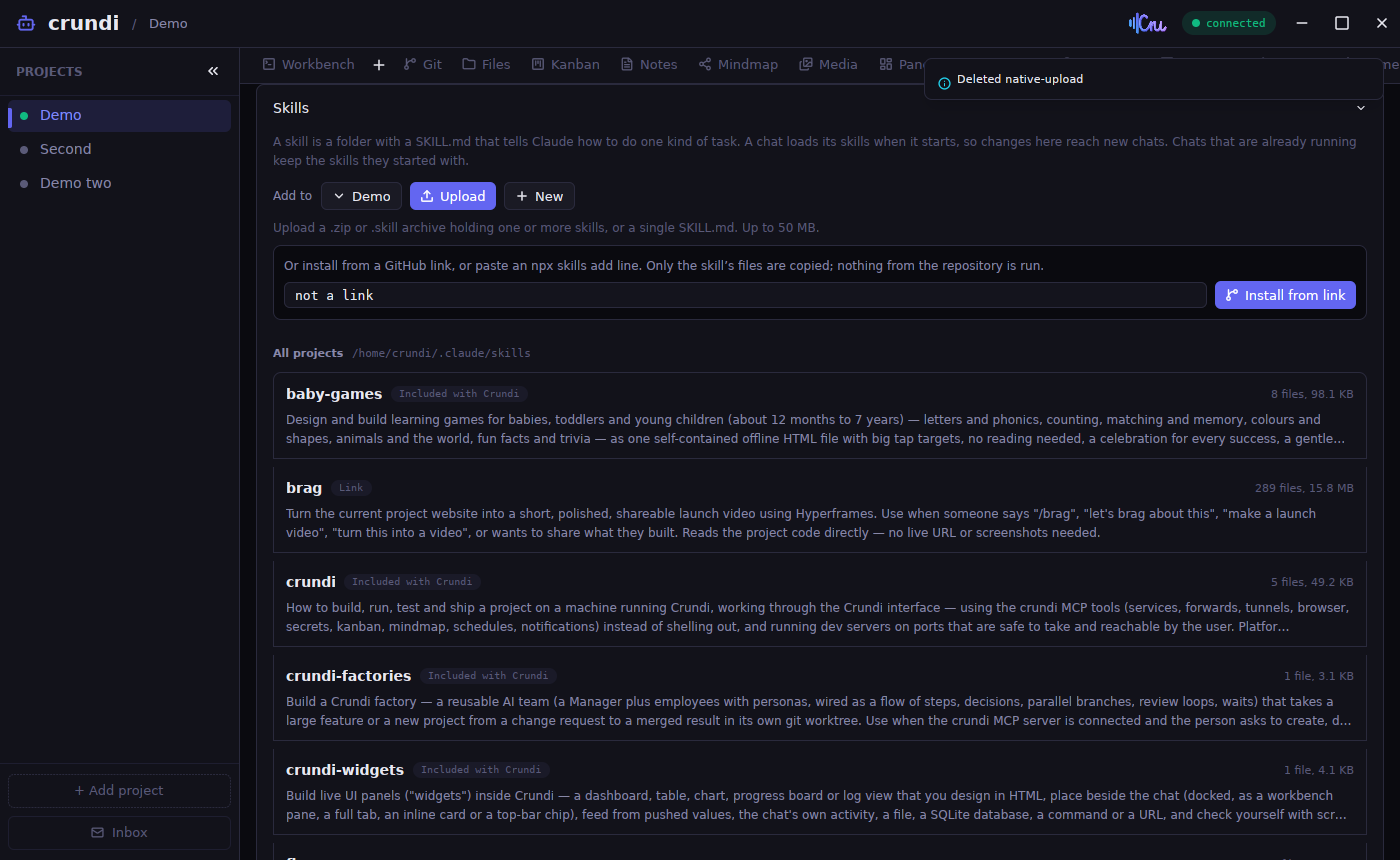 crundi / Demo
Cru
connected
PROJECTS
Demo
Second
Demo two
+ Add project
Inbox
Workbench
Git
Files
Kanban
Notes
Mindmap
Media
Deleted native-upload
Skills
A skill is a folder with a SKILL.md that tells Claude how to do one kind of task. A chat loads its skills when it starts, so changes here reach new chats. Chats that are already running
keep the skills they started with.
Add to Demo Upload + New
Upload a .zip or .skill archive holding one or more skills, or a single SKILL.md. Up to 50 MB.
Or install from a GitHub link, or paste an npx skills add line. Only the skill’s files are copied; nothing from the repository is run.
not a link Install from link
All projects /home/crundi/.claude/skills
baby-games Included with Crundi 8 files, 98.1 KB
Design and build learning games for babies, toddlers and young children (about 12 months to 7 years) — letters and phonics, counting, matching and memory, colours and
shapes, animals and the world, fun facts and trivia — as one self-contained offline HTML file with big tap targets, no reading needed, a celebration for every success, a gentle…
brag Link 289 files, 15.8 MB
Turn the current project website into a short, polished, shareable launch video using Hyperframes. Use when someone says "/brag", "let's brag about this", "make a launch
video", "turn this into a video", or wants to share what they built. Reads the project code directly — no live URL or screenshots needed.
crundi Included with Crundi 5 files, 49.2 KB
How to build, run, test and ship a project on a machine running Crundi, working through the Crundi interface — using the crundi MCP tools (services, forwards, tunnels, browser,
secrets, kanban, mindmap, schedules, notifications) instead of shelling out, and running dev servers on ports that are safe to take and reachable by the user. Platfor…
crundi-factories Included with Crundi 1 file, 3.1 KB
Build a Crundi factory — a reusable AI team (a Manager plus employees with personas, wired as a flow of steps, decisions, parallel branches, review loops, waits) that takes a
large feature or a new project from a change request to a merged result in its own git worktree. Use when the crundi MCP server is connected and the person asks to create, d…
crundi-widgets Included with Crundi 1 file, 4.1 KB
Build live UI panels ("widgets") inside Crundi — a dashboard, table, chart, progress board or log view that you design in HTML, place beside the chat (docked, as a workbench
pane, a full tab, an inline card or a top-bar chip), feed from pushed values, the chat's own activity, a file, a SQLite database, a command or a URL, and check yourself with scr…